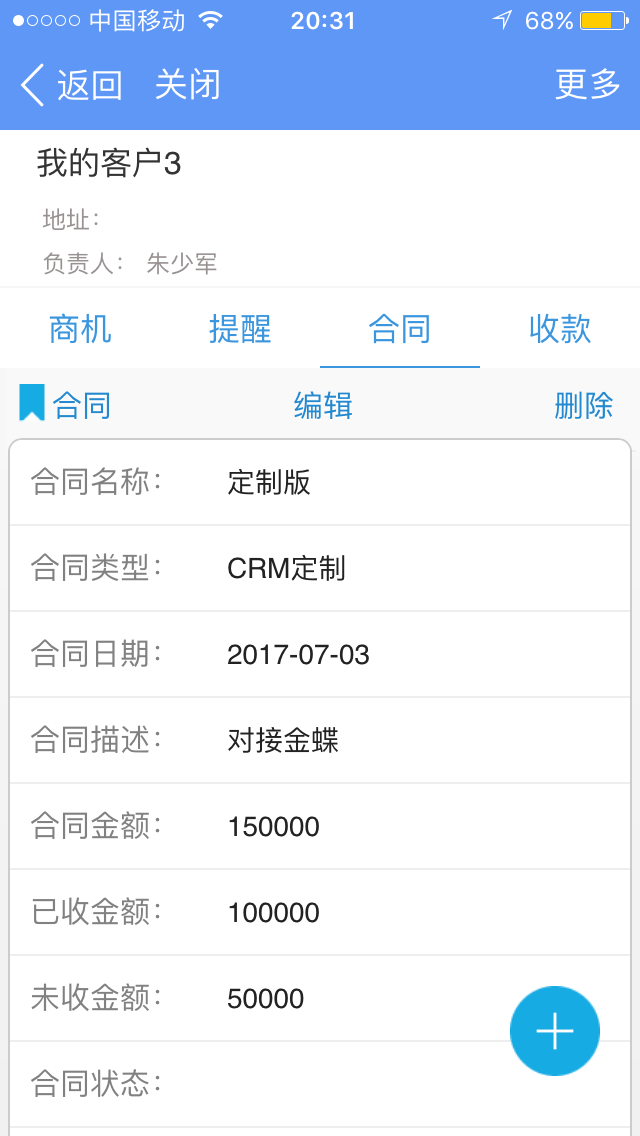 中国移动 20:31 68%
返回 关闭 更多
我的客户3
地址：
负责人： 朱少军
商机 提醒 合同 收款
合同 编辑 删除
合同名称： 定制版
合同类型： CRM定制
合同日期： 2017-07-03
合同描述： 对接金蝶
合同金额： 150000
已收金额： 100000
未收金额： 50000
合同状态：